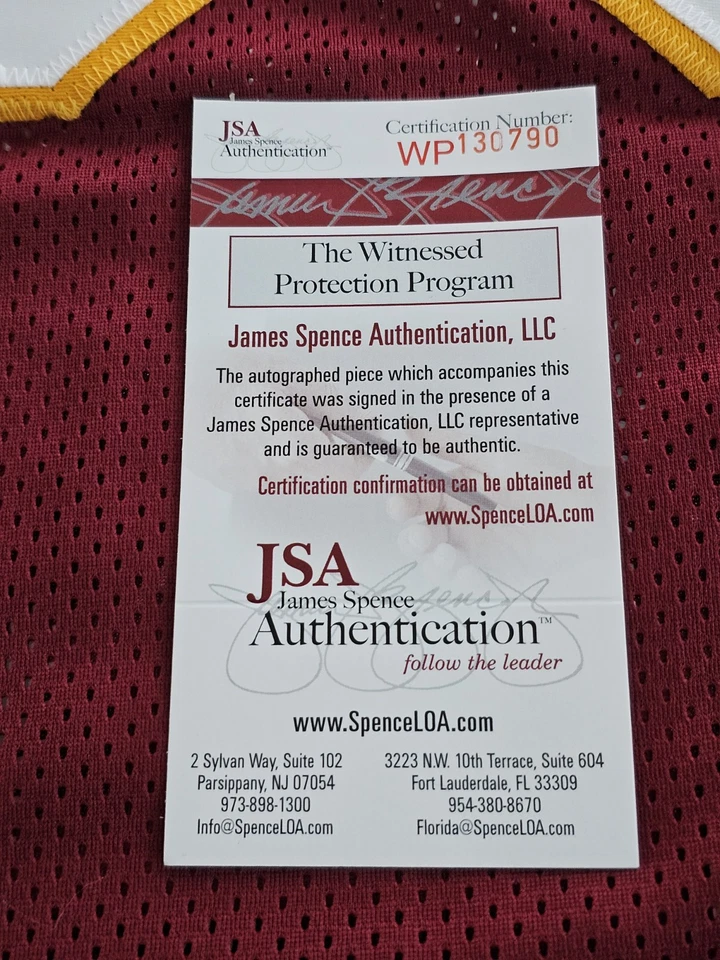 JSA
James Spence
Authentication™
Certification Number:
WP130790
The Witnessed
Protection Program
James Spence Authentication, LLC
The autographed piece which accompanies this
certificate was signed in the presence of a
James Spence Authentication, LLC representative
and is guaranteed to be authentic.
Certification confirmation can be obtained at
www.SpenceLOA.com
JSA
James Spence
Authentication™
follow the leader
www.SpenceLOA.com
2 Sylvan Way, Suite 102
Parsippany, NJ 07054
973-898-1300
Info@SpenceLOA.com
3223 N.W. 10th Terrace, Suite 604
Fort Lauderdale, FL 33309
954-380-8670
Florida@SpenceLOA.com